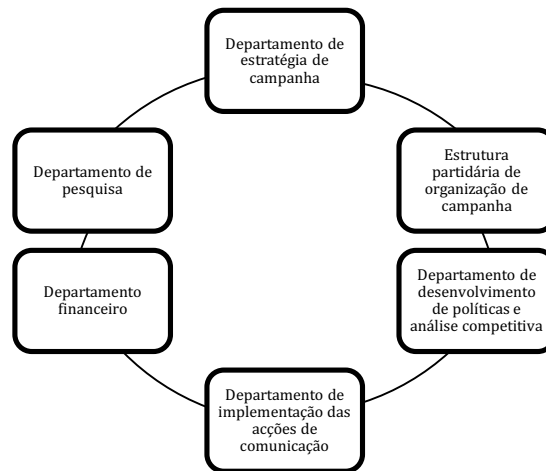 Departamento de
estratégia de
campanha
Estrutura
partidária de
organização de
campanha
Departamento de
desenvolvimento
de políticas e
análise competitiva
Departamento de
implementação das
acções de
comunicação
Departamento
financeiro
Departamento de
pesquisa